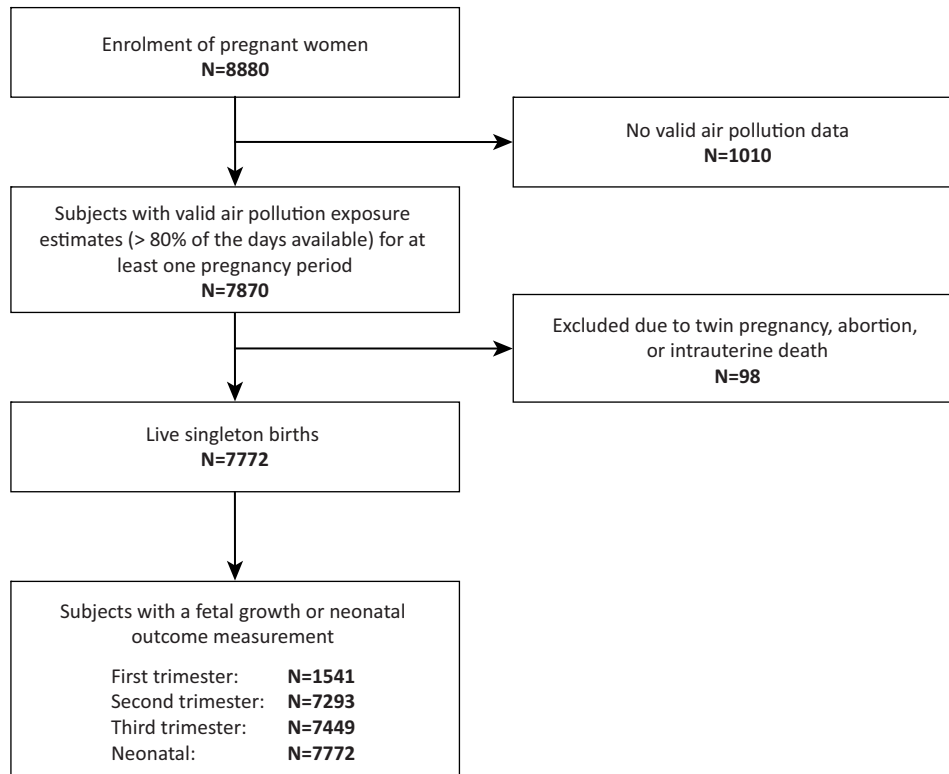 Enrolment of pregnant women
N=8880
No valid air pollution data
N=1010
Subjects with valid air pollution exposure
estimates (> 80% of the days available) for at
least one pregnancy period
N=7870
Excluded due to twin pregnancy, abortion,
or intrauterine death
N=98
Live singleton births
N=7772
Subjects with a fetal growth or neonatal
outcome measurement
First trimester: N=1541
Second trimester: N=7293
Third trimester: N=7449
Neonatal: N=7772